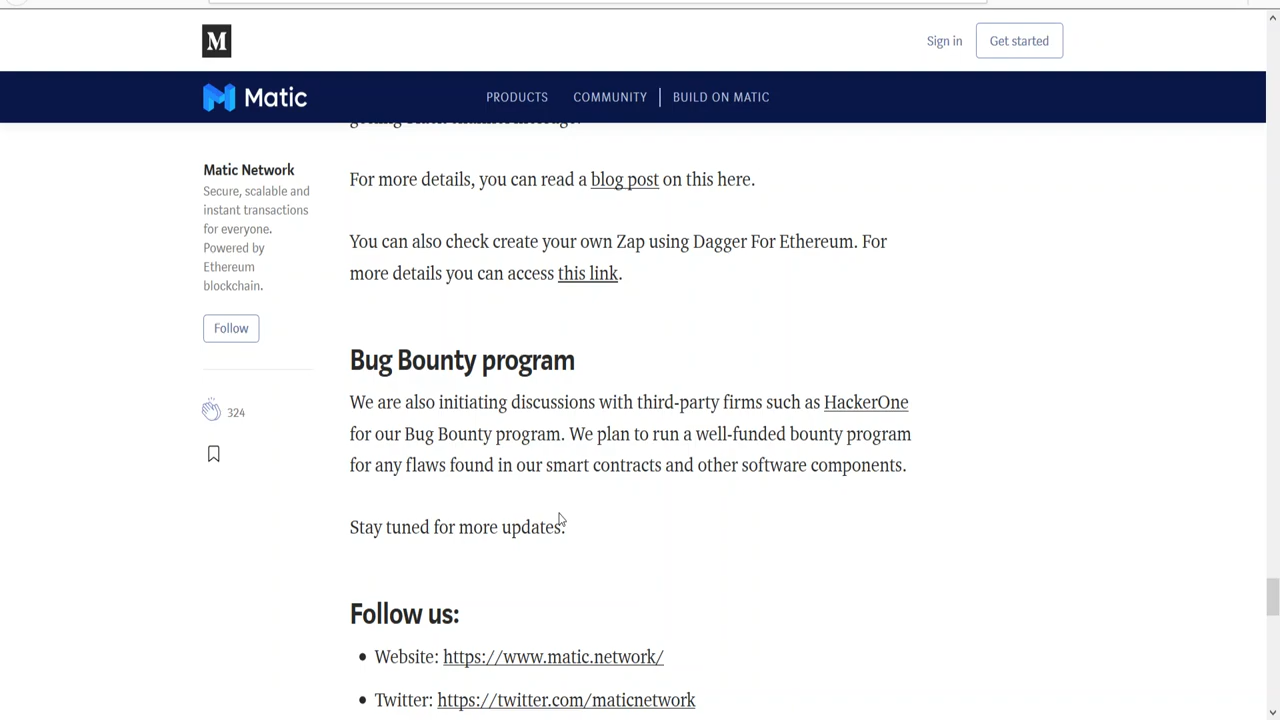 M
Sign in
Get started
Matic
PRODUCTS
COMMUNITY
BUILD ON MATIC
Matic Network
Secure, scalable and
instant transactions
for everyone.
Powered by
Ethereum
blockchain.
Follow
324
For more details, you can read a blog post on this here.
You can also check create your own Zap using Dagger For Ethereum. For
more details you can access this link.
Bug Bounty program
We are also initiating discussions with third-party firms such as HackerOne
for our Bug Bounty program. We plan to run a well-funded bounty program
for any flaws found in our smart contracts and other software components.
Stay tuned for more updates.
Follow us:
• Website: https://www.matic.network/
• Twitter: https://twitter.com/maticnetwork